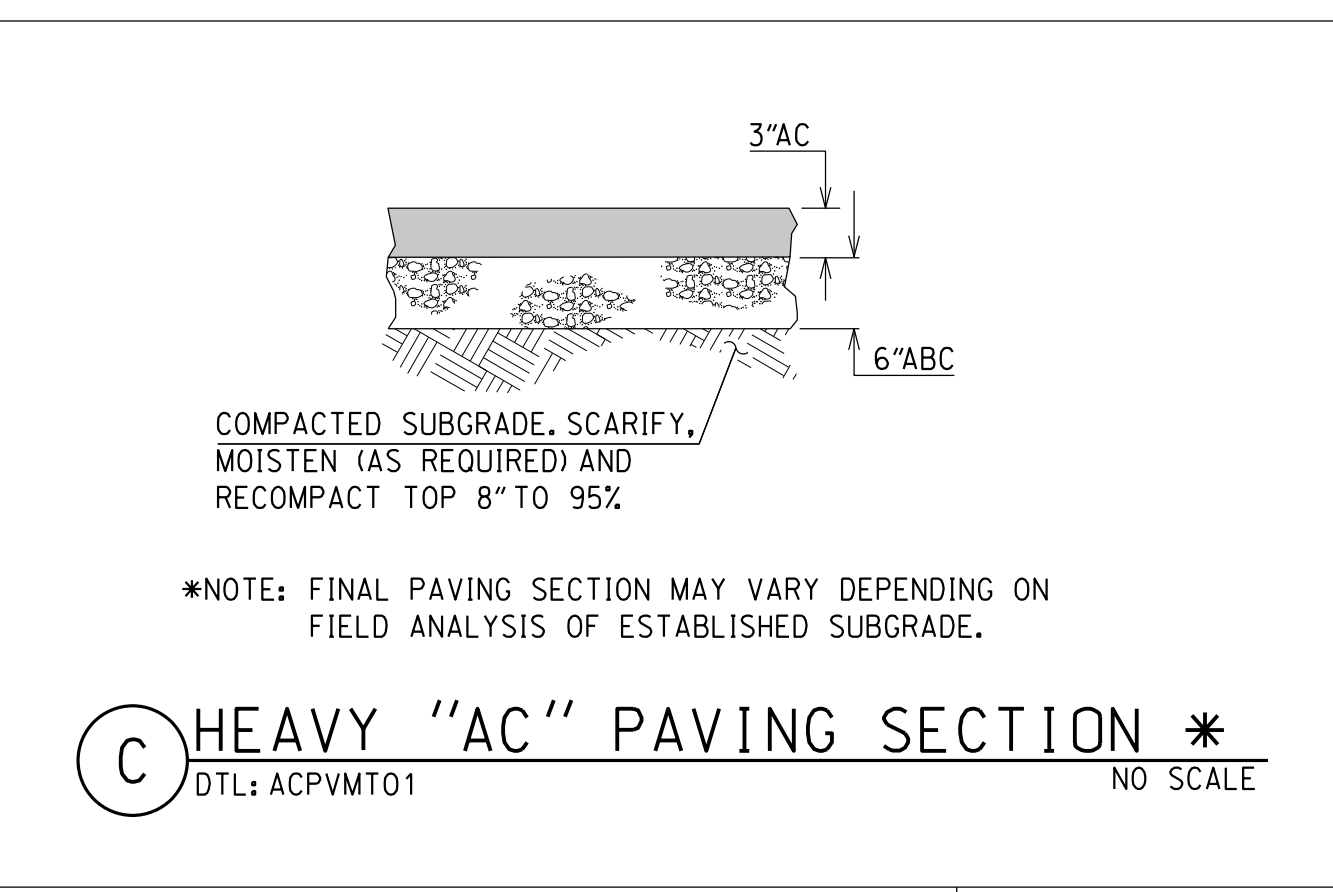 3"AC
6"ABC
COMPACTED SUBGRADE. SCARIFY,
MOISTEN (AS REQUIRED) AND
RECOMPACT TOP 8" TO 95%
*NOTE: FINAL PAVING SECTION MAY VARY DEPENDING ON
FIELD ANALYSIS OF ESTABLISHED SUBGRADE.
C
HEAVY "AC" PAVING SECTION *
DTL: ACPVMT01
NO SCALE